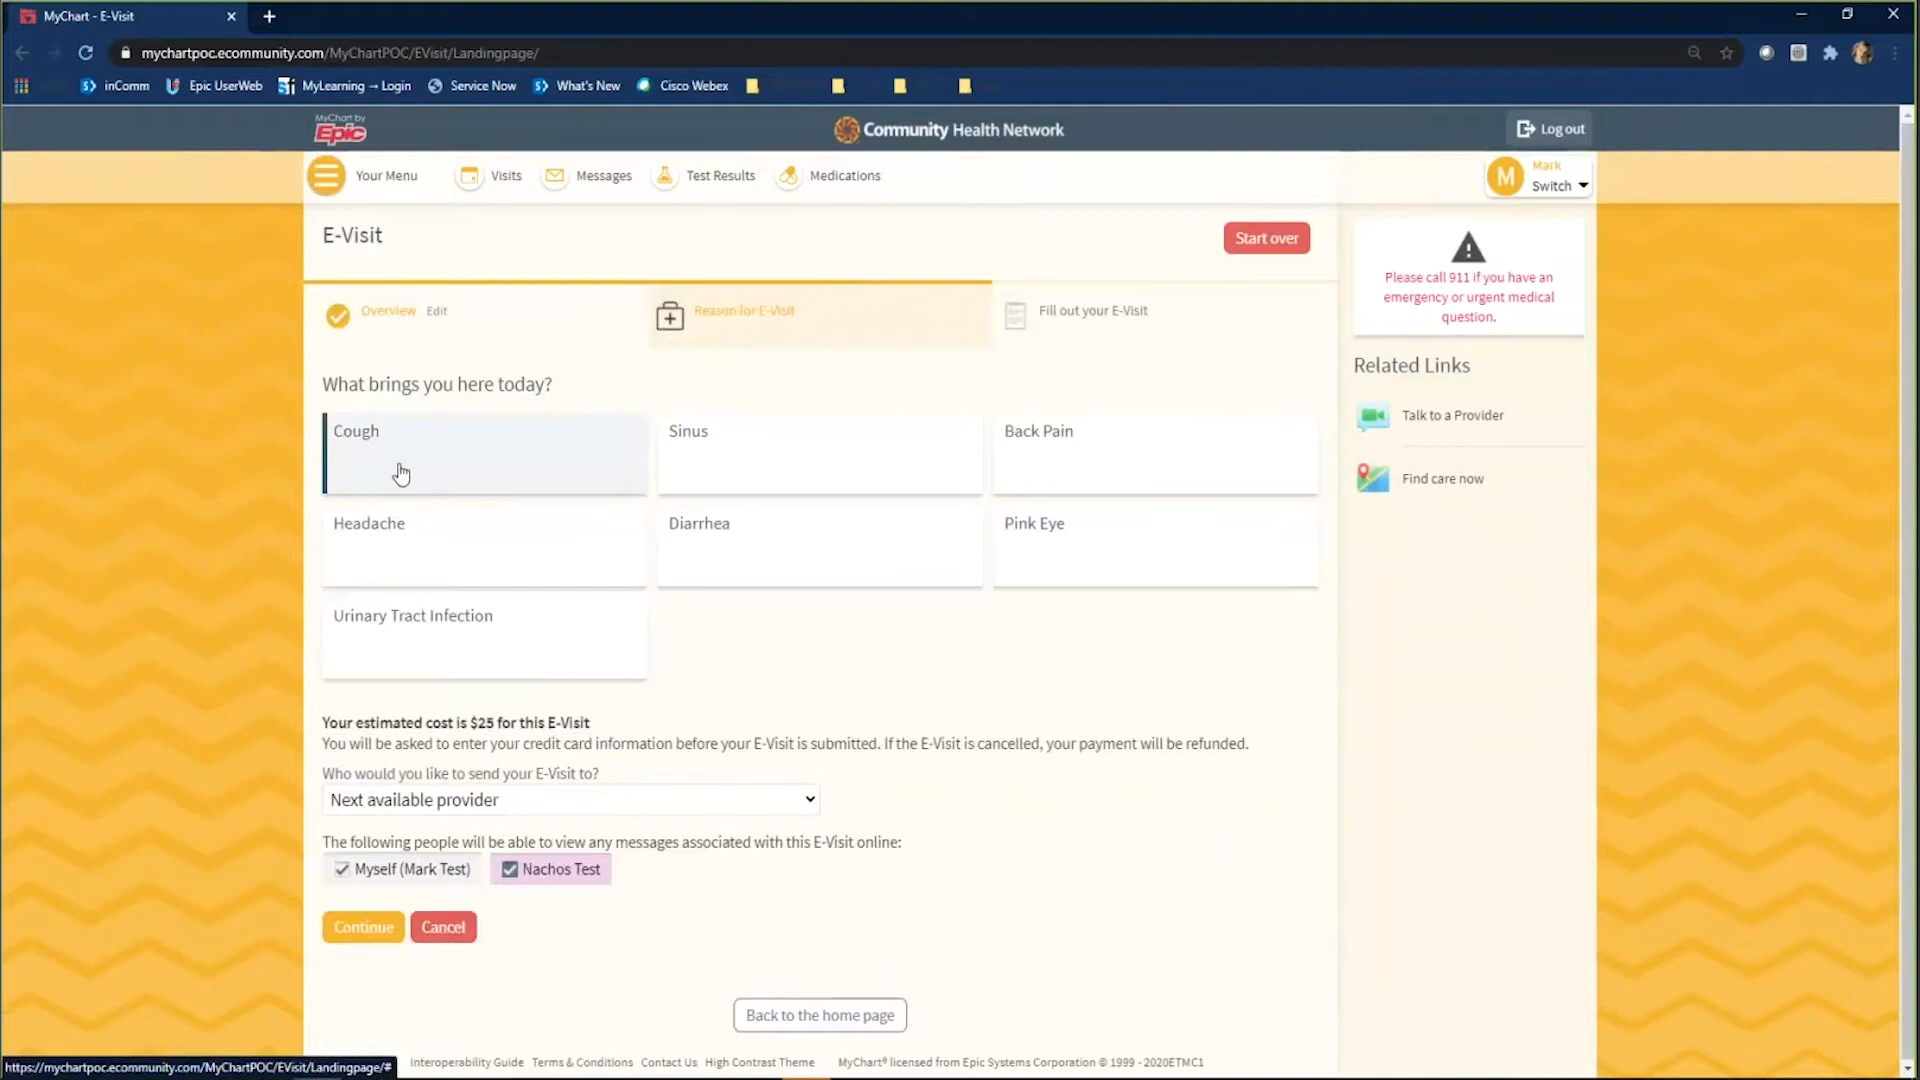 MyChart - E-Visit
mychartpoc.ecommunity.com/MyChartPOC/EVisit/Landingpage/
inComm
Epic UserWeb
MyLearning → Login
Service Now
What's New
Cisco Webex
MyChart by
Epic
Community Health Network
Log out
Your Menu
Visits
Messages
Test Results
Medications
M
Mark
Switch
E-Visit
Start over
Please call 911 if you have an
emergency or urgent medical
question.
Overview Edit
Reason for E-Visit
Fill out your E-Visit
Related Links
Talk to a Provider
Find care now
What brings you here today?
Cough
Sinus
Back Pain
Headache
Diarrhea
Pink Eye
Urinary Tract Infection
Your estimated cost is $25 for this E-Visit
You will be asked to enter your credit card information before your E-Visit is submitted. If the E-Visit is cancelled, your payment will be refunded.
Who would you like to send your E-Visit to?
Next available provider
The following people will be able to view any messages associated with this E-Visit online:
Myself (Mark Test)
Nachos Test
Continue
Cancel
Back to the home page
https://mychartpoc.ecommunity.com/MyChartPOC/EVisit/Landingpage/#
Interoperability Guide Terms & Conditions Contact Us High Contrast Theme MyChart® licensed from Epic Systems Corporation © 1999 - 2020ETMC1